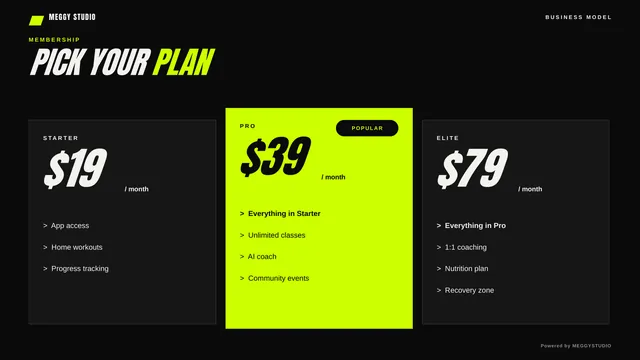 MEGGY STUDIO
BUSINESS MODEL
MEMBERSHIP
PICK YOUR PLAN
STARTER
$19 / month
> App access
> Home workouts
> Progress tracking
PRO
POPULAR
$39 / month
> Everything in Starter
> Unlimited classes
> AI coach
> Community events
ELITE
$79 / month
> Everything in Pro
> 1:1 coaching
> Nutrition plan
> Recovery zone
Powered by MEGGYSTUDIO